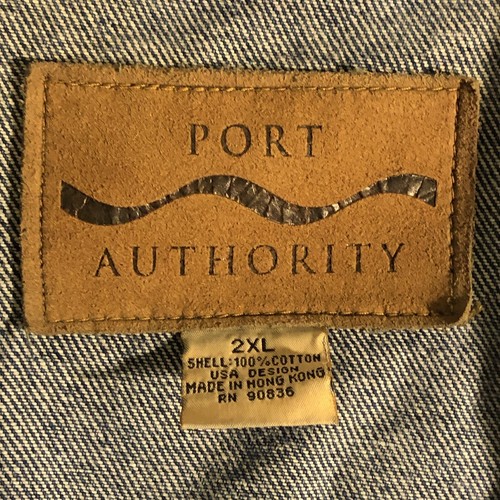 PORT
AUTHORITY
2XL
SHELL:100%COTTON
USA DESIGN
MADE IN HONG KONG
RN 90836